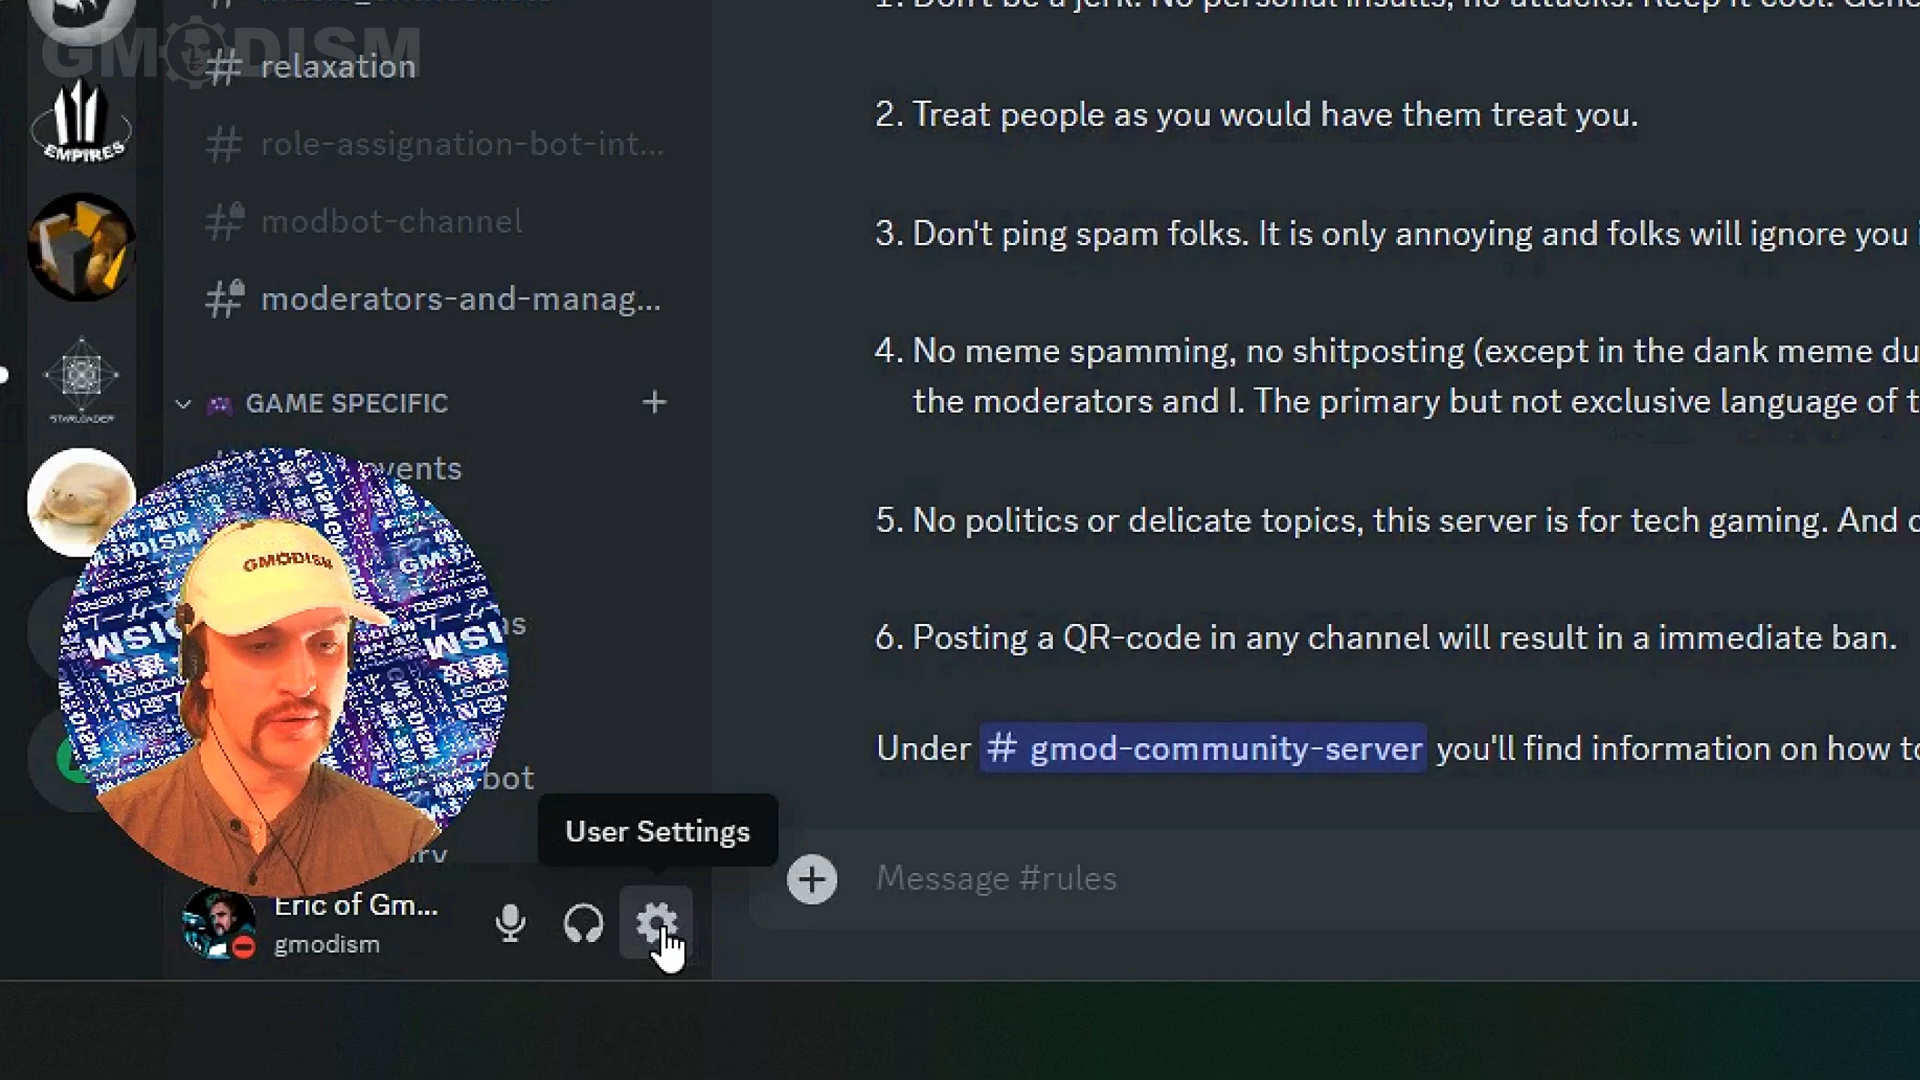 GMODISM
relaxation
EMPIRES
role-assignation-bot-int...
modbot-channel
moderators-and-manag...
STARLOADER
GAME SPECIFIC
GMODISM
bot
User Settings
Eric of Gm...
gmodism
2. Treat people as you would have them treat you.
3. Don't ping spam folks. It is only annoying and folks will ignore you
4. No meme spamming, no shitposting (except in the dank meme du
the moderators and I. The primary but not exclusive language of
5. No politics or delicate topics, this server is for tech gaming. And
6. Posting a QR-code in any channel will result in a immediate ban.
Under # gmod-community-server you'll find information on how to
Message #rules